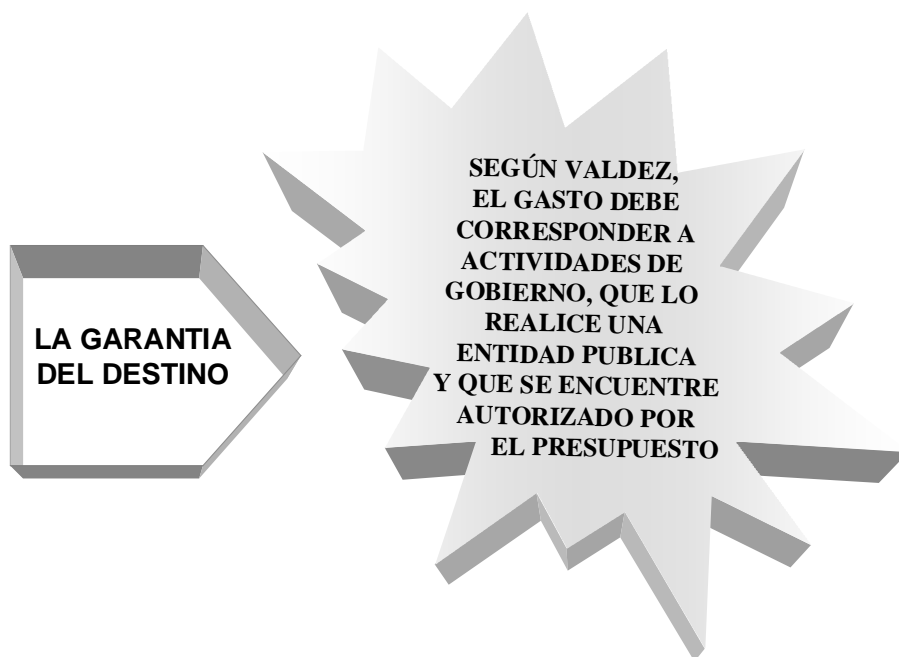 LA GARANTIA
DEL DESTINO
SEGÚN VALDEZ,
EL GASTO DEBE
CORRESPONDER A
ACTIVIDADES DE
GOBIERNO, QUE LO
REALICE UNA
ENTIDAD PUBLICA
Y QUE SE ENCUENTRE
AUTORIZADO POR
EL PRESUPUESTO